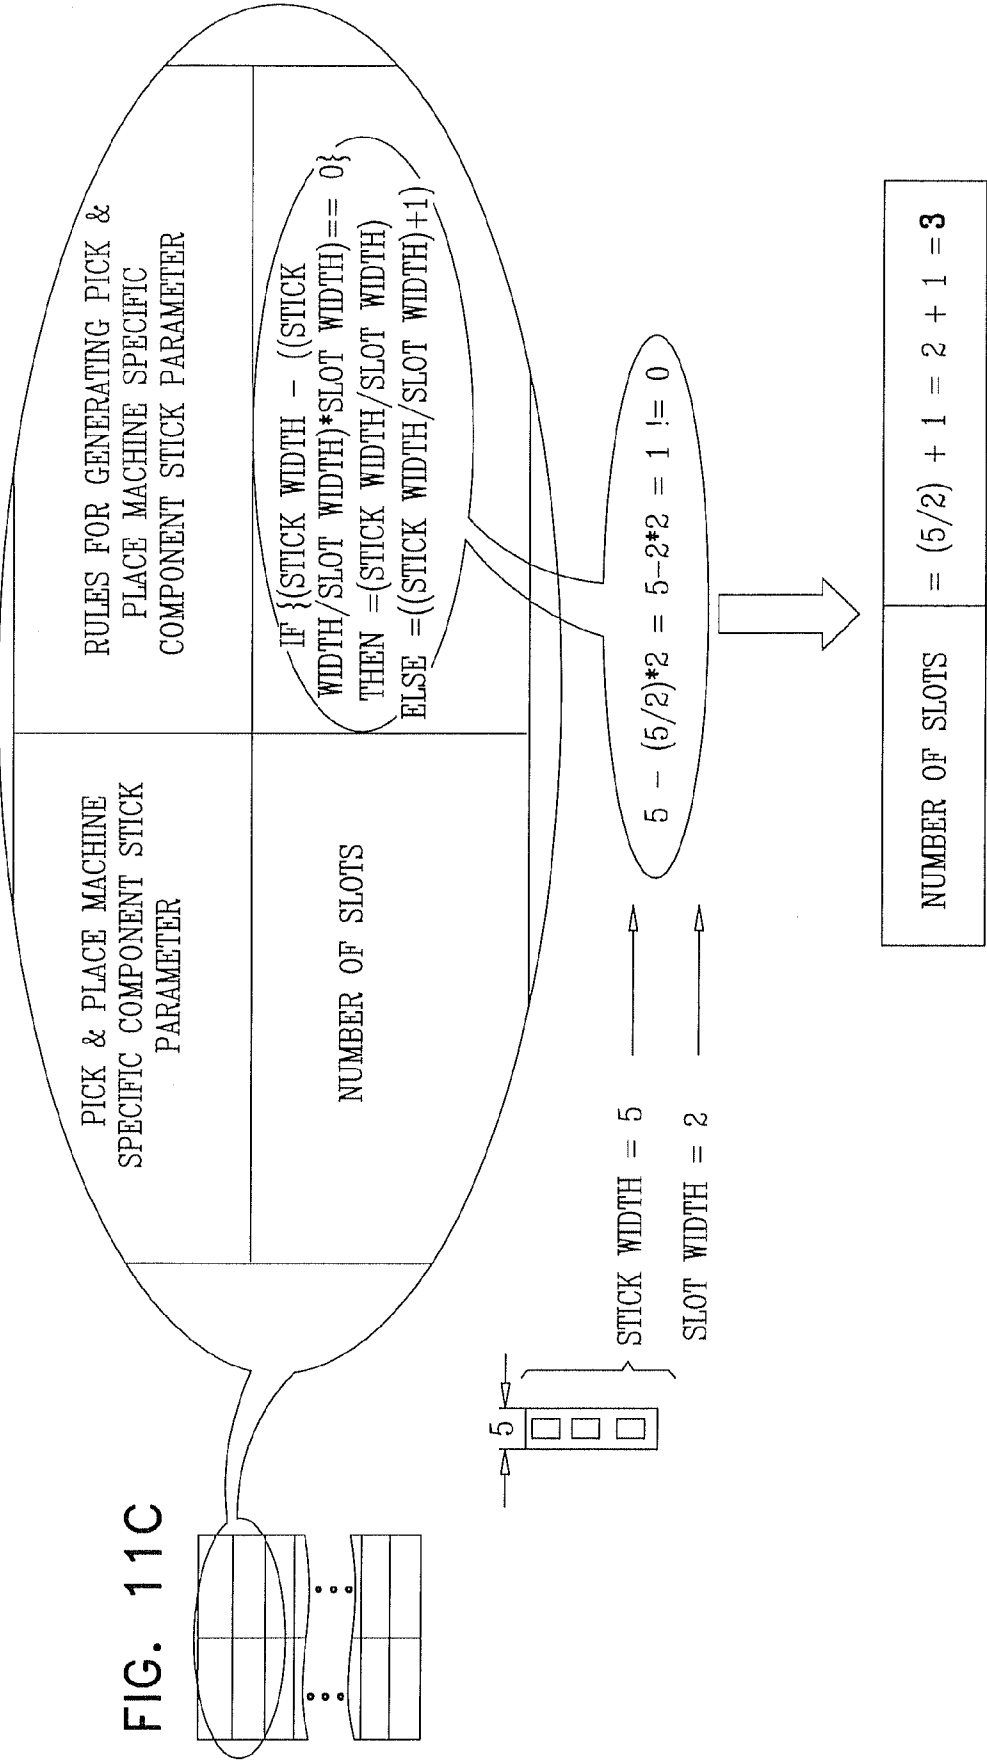 FIG. 11C
PICK & PLACE MACHINE
SPECIFIC COMPONENT STICK
PARAMETER
RULES FOR GENERATING PICK &
PLACE MACHINE SPECIFIC
COMPONENT STICK PARAMETER
NUMBER OF SLOTS
IF {(STICK WIDTH - ((STICK
WIDTH/SLOT WIDTH)*SLOT WIDTH)== 0}
THEN =(STICK WIDTH/SLOT WIDTH)
ELSE =((STICK WIDTH/SLOT WIDTH)+1)
5
STICK WIDTH = 5
SLOT WIDTH = 2
5 - (5/2)*2 = 5-2*2 = 1 != 0
NUMBER OF SLOTS
= (5/2) + 1 = 2 + 1 = 3